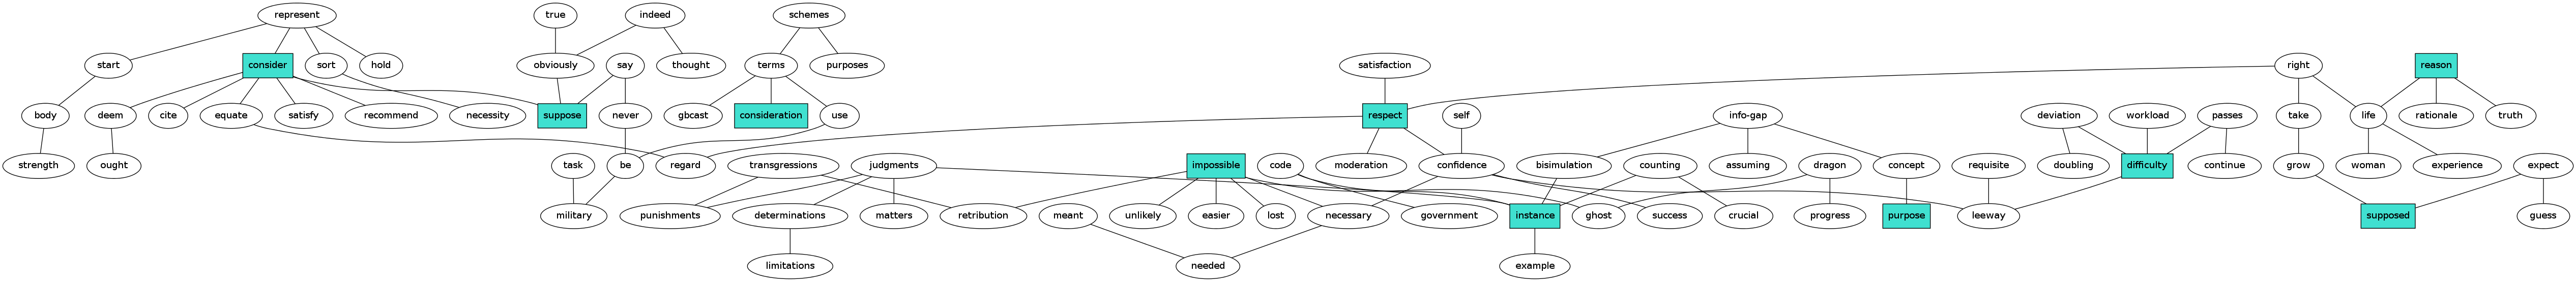 represent true indeed schemes
start consider sort hold obviously say thought terms purposes satisfaction right reason
body deem cite equate satisfy recommend necessity suppose never gbcast consideration use respect self info-gap deviation workload passes take life rationale truth
strength ought task be regard transgressions judgments impossible code moderation confidence bisimulation counting assuming dragon concept requisite doubling difficulty continue grow woman experience expect
military punishments determinations matters retribution meant unlikely easier lost necessary government instance ghost success crucial progress purpose leeway supposed guess
limitations needed example